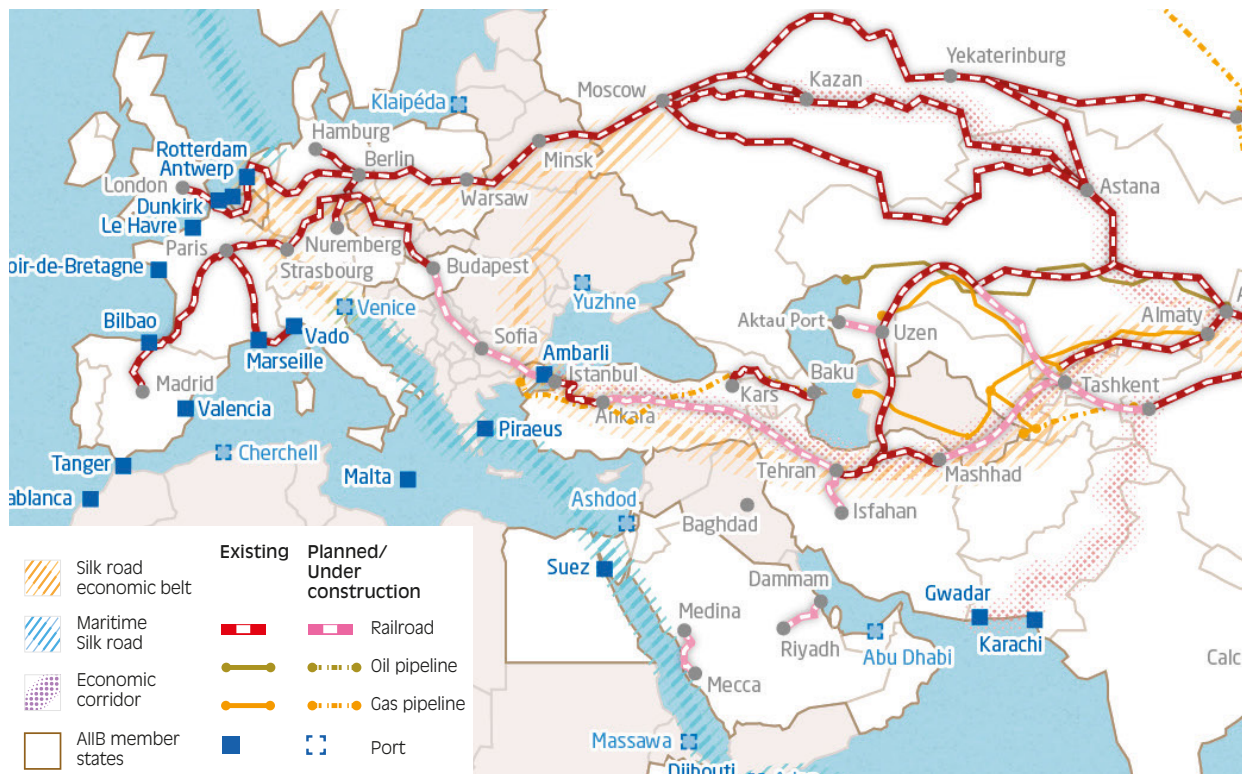 Yekaterinburg
Kazan
Moscow
Klaipéda
Hamburg
Rotterdam
Antwerp
Berlin
Minsk
London
Warsaw
Astana
Dunkirk
Le Havre
Paris
Nuremberg
Strasbourg
Budapest
oir-de-Bretagne
Venice
Yuzhne
Almaty
Bilbao
Vado
Aktau Port
Uzen
Sofia
Marseille
Ambarli
Istanbul
Madrid
Baku
Kars
Tashkent
Valencia
Ankara
Piraeus
Cherchell
Tanger
Malta
Tehran
Mashhad
ablanca
Ashdod
Baghdad
Isfahan
Suez
Dammam
Gwadar
Medina
Karachi
Riyadh
Abu Dhabi
Calc
Mecca
Massawa
Djibouti
Existing
Planned/
Under
construction
Silk road
economic belt
Maritime
Silk road
Railroad
Oil pipeline
Economic
corridor
Gas pipeline
AIIB member
states
Port